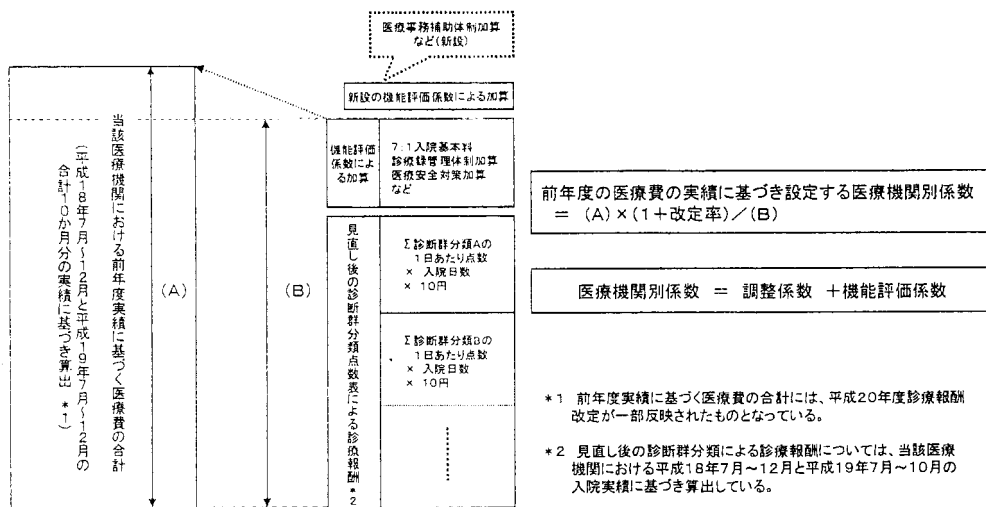 医療事務補助体制加算
など(新設)
新設の機能評価係数による加算
当該医療機関における前年度実績に基づく医療費の合計
(平成18年7月～12月と平成19年7月～12月の
合計10か月分の実績に基づき算出 *1)
(A)
(B)
機能評価
係数によ
る加算
7:1入院基本料
診療録管理体制加算
医療安全対策加算
など
見直し後の診断群分類点数表による診療報酬*2
Σ診断群分類Aの
1日あたり点数
× 入院日数
× 10円
Σ診断群分類Bの
1日あたり点数
× 入院日数
× 10円
前年度の医療費の実績に基づき設定する医療機関別係数
= (A)×(1+改定率)/(B)
医療機関別係数 = 調整係数 +機能評価係数
*1 前年度実績に基づく医療費の合計には、平成20年度診療報酬
改定が一部反映されたものとなっている。
*2 見直し後の診断群分類による診療報酬については、当該医療
機関における平成18年7月～12月と平成19年7月～10月の
入院実績に基づき算出している。